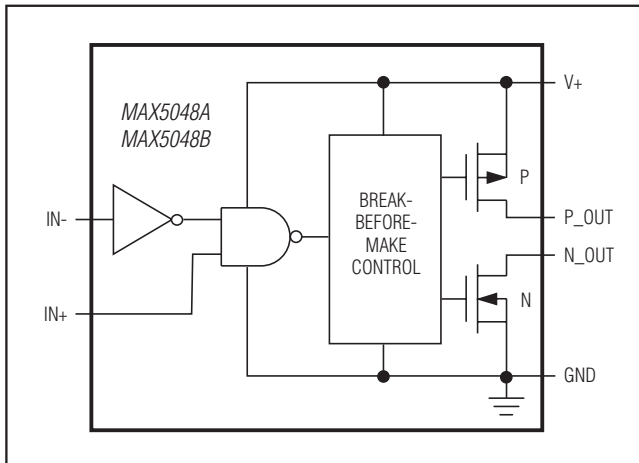 MAX5048A
MAX5048B
V+
P
BREAK-
BEFORE-
MAKE
CONTROL
IN-
P_OUT
N_OUT
N
IN+
GND